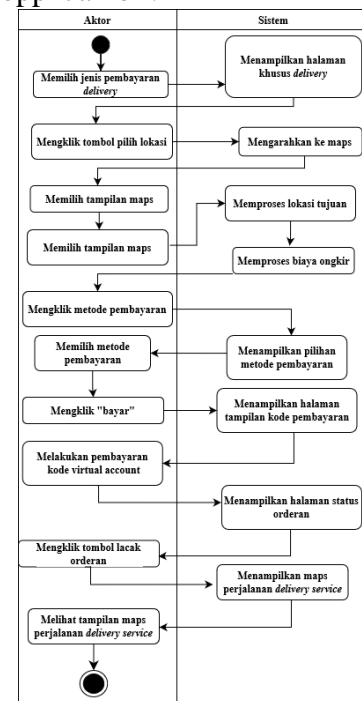 Aktor
Sistem
Memilih jenis pembayaran
delivery
Menampilkan halaman
khusus delivery
Mengklik tombol pilih lokasi
Mengarahkan ke maps
Memilih tampilan maps
Memproses lokasi tujuan
Memilih tampilan maps
Memproses biaya ongkir
Mengklik metode pembayaran
Memilih metode
pembayaran
Menampilkan pilihan
metode pembayaran
Mengklik "bayar"
Menampilkan halaman
tampilan kode pembayaran
Melakukan pembayaran
kode virtual account
Menampilkan halaman status
orderan
Mengklik tombol lacak
orderan
Menampilkan maps
perjalanan delivery service
Melihat tampilan maps
perjalanan delivery service